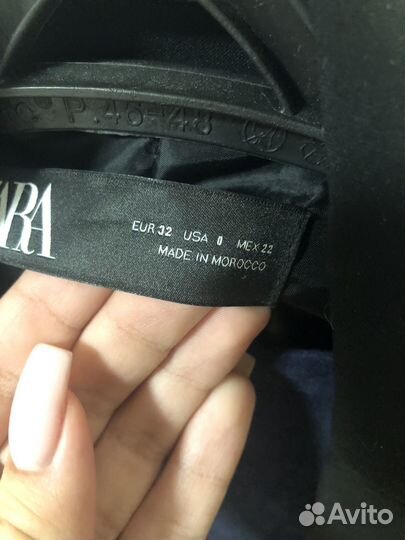 P.46-48
ARA
EUR 32 USA 0 MEX 22
MADE IN MOROCCO
Avito